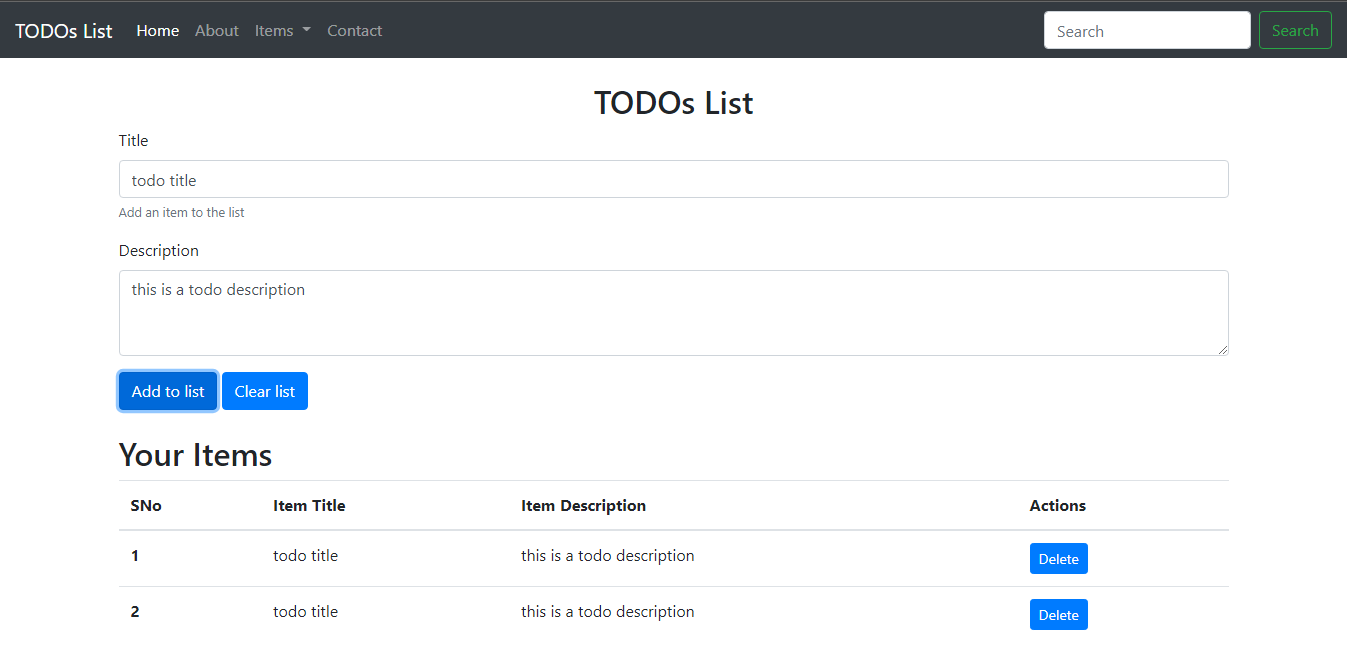 TODOs List Home About Items Contact Search Search
TODOs List
Title
todo title
Add an item to the list
Description
this is a todo description
Add to list Clear list
Your Items
SNo Item Title Item Description Actions
1 todo title this is a todo description Delete
2 todo title this is a todo description Delete